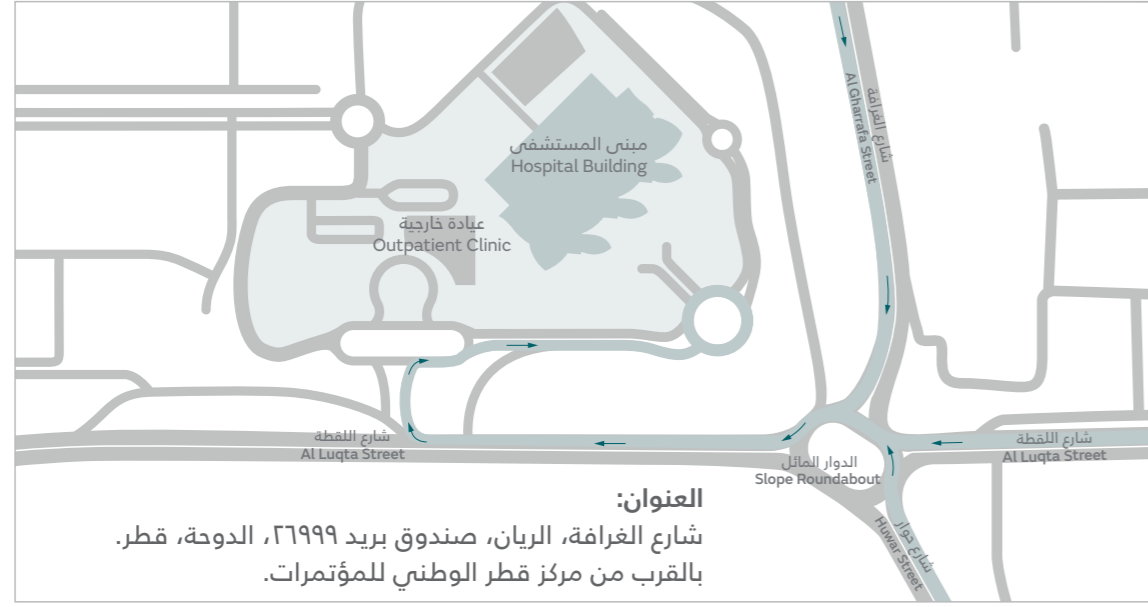 شارع الغرافة
Al Gharrafa Street
مبنى المستشفى
Hospital Building
عيادة خارجية
Outpatient Clinic
شارع اللقطة
Al Luqta Street
شارع اللقطة
Al Luqta Street
الدوار المائل
Slope Roundabout
شارع حوار
Huwar Street
العنوان:
شارع الغرافة، الريان، صندوق بريد ٢٦٩٩٩، الدوحة، قطر.
بالقرب من مركز قطر الوطني للمؤتمرات.